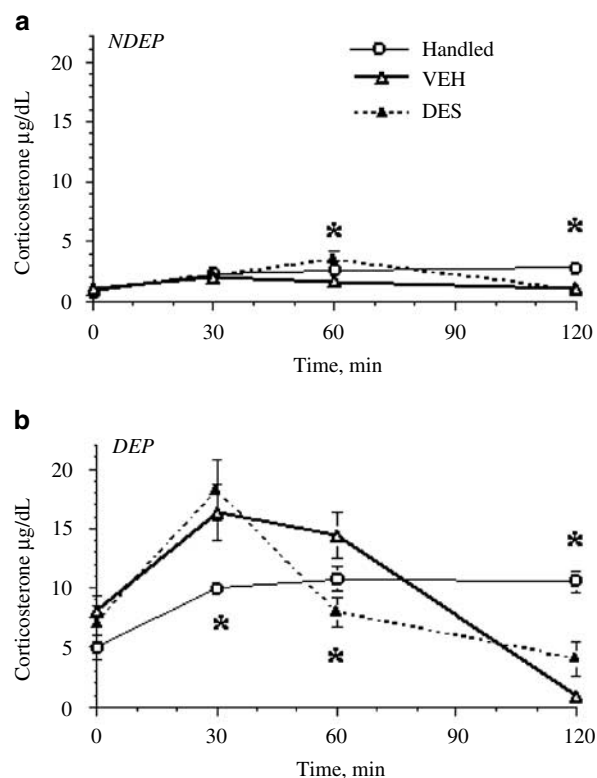 a
NDEP
Handled
VEH
DES
Corticosterone µg/dL
20
15
10
5
0
*
*
0 30 60 90 120
Time, min
b
DEP
Corticosterone µg/dL
20
15
10
5
0
*
*
*
0 30 60 90 120
Time, min